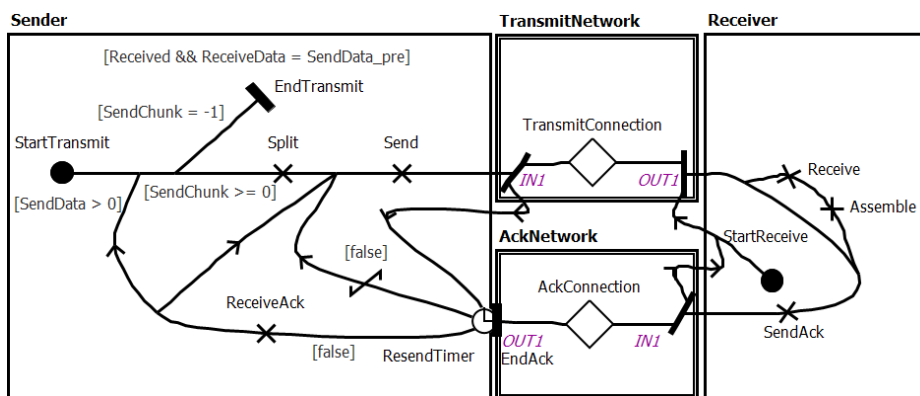 Sender
TransmitNetwork
Receiver
[Received && ReceiveData = SendData_pre]
EndTransmit
[SendChunk = -1]
StartTransmit
Split
Send
TransmitConnection
Receive
[SendData > 0]
[SendChunk >= 0]
IN1
OUT1
Assemble
AckNetwork
StartReceive
[false]
AckConnection
ReceiveAck
SendAck
[false]
ResendTimer
OUT1
IN1
EndAck